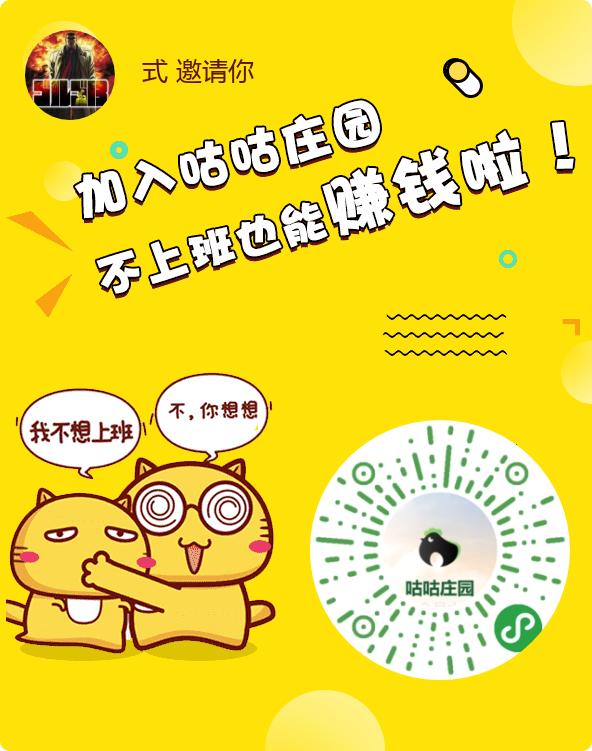 式 邀请你
加入咕咕庄园
不上班也能赚钱啦！
我不想上班
不，你想想
咕咕庄园